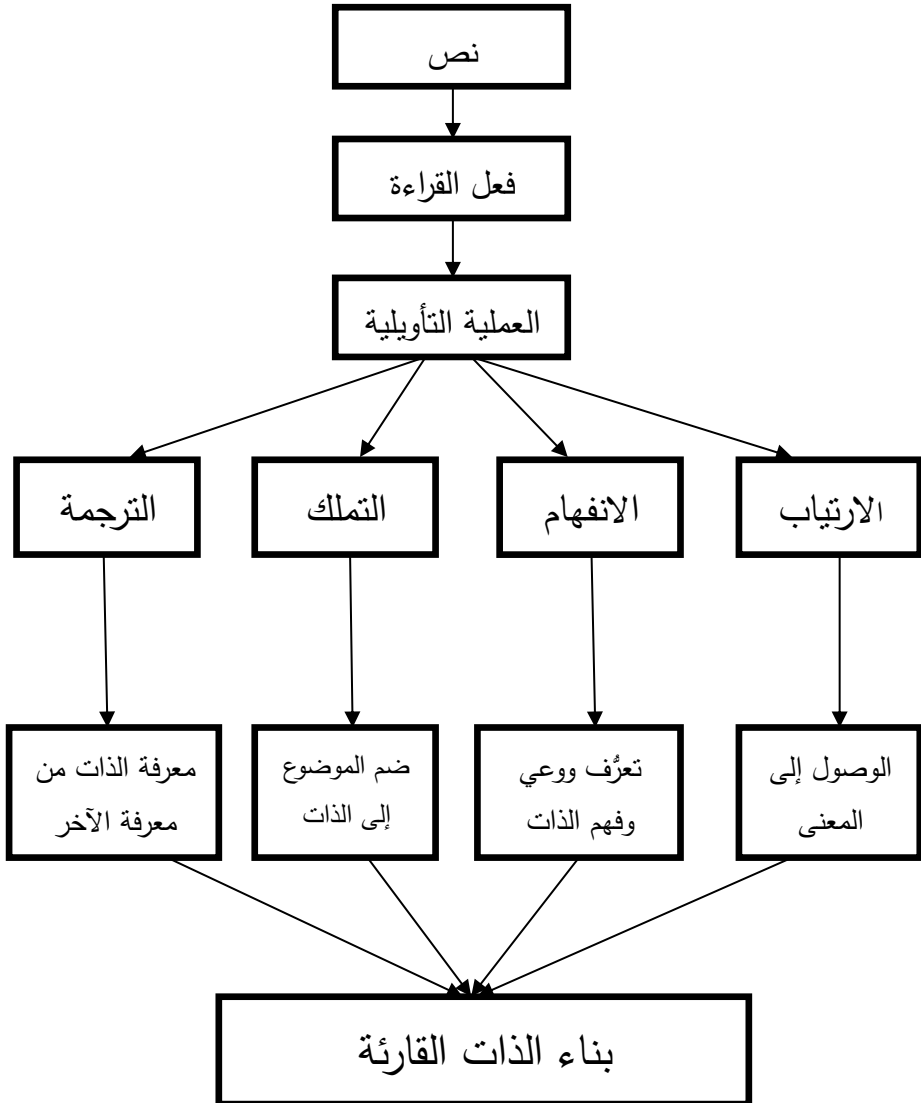 نص
فعل القراءة
العملية التأويلية
الارتياب
الانفهام
التملك
الترجمة
الوصول إلى
المعنى
تعرُّف ووعي
وفهم الذات
ضم الموضوع
إلى الذات
معرفة الذات من
معرفة الآخر
بناء الذات القارئة